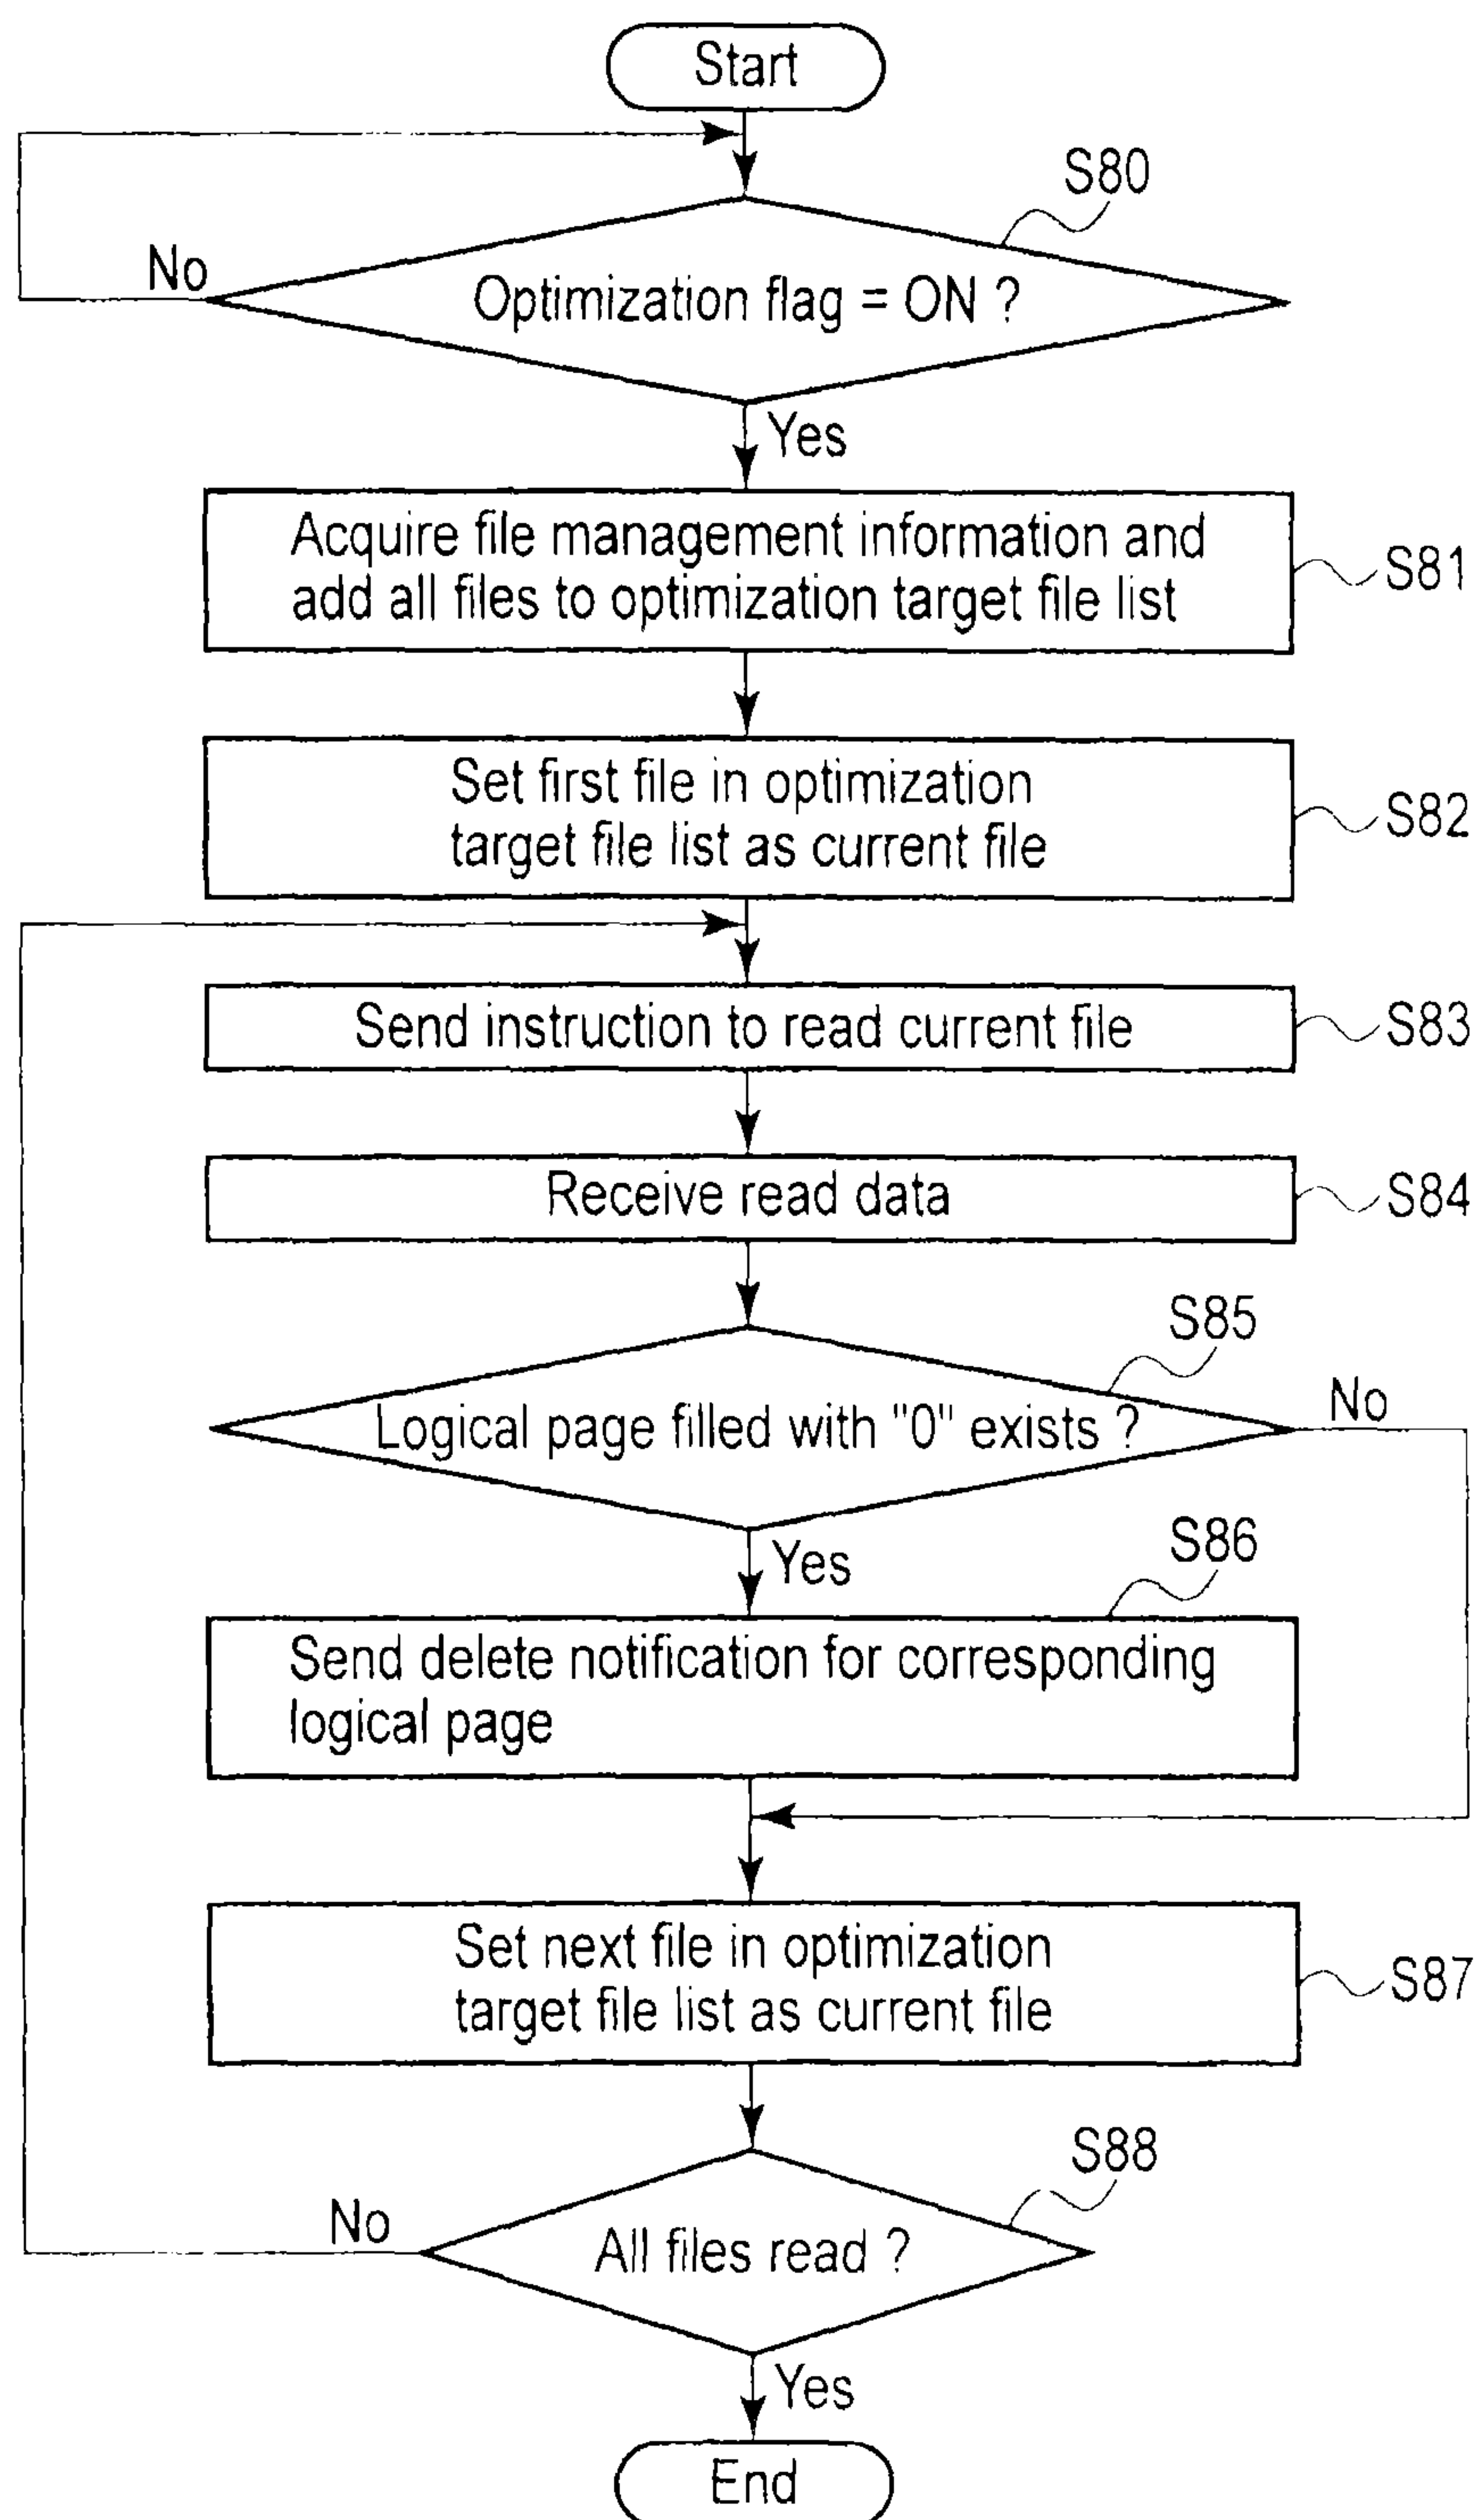 Start
S80
No
Optimization flag = ON ?
Yes
Acquire file management information and
add all files to optimization target file list
S81
Set first file in optimization
target file list as current file
S82
Send instruction to read current file
S83
Receive read data
S84
S85
No
Logical page filled with "0" exists ?
Yes
S86
Send delete notification for corresponding
logical page
Set next file in optimization
target file list as current file
S87
S88
No
All files read ?
Yes
End